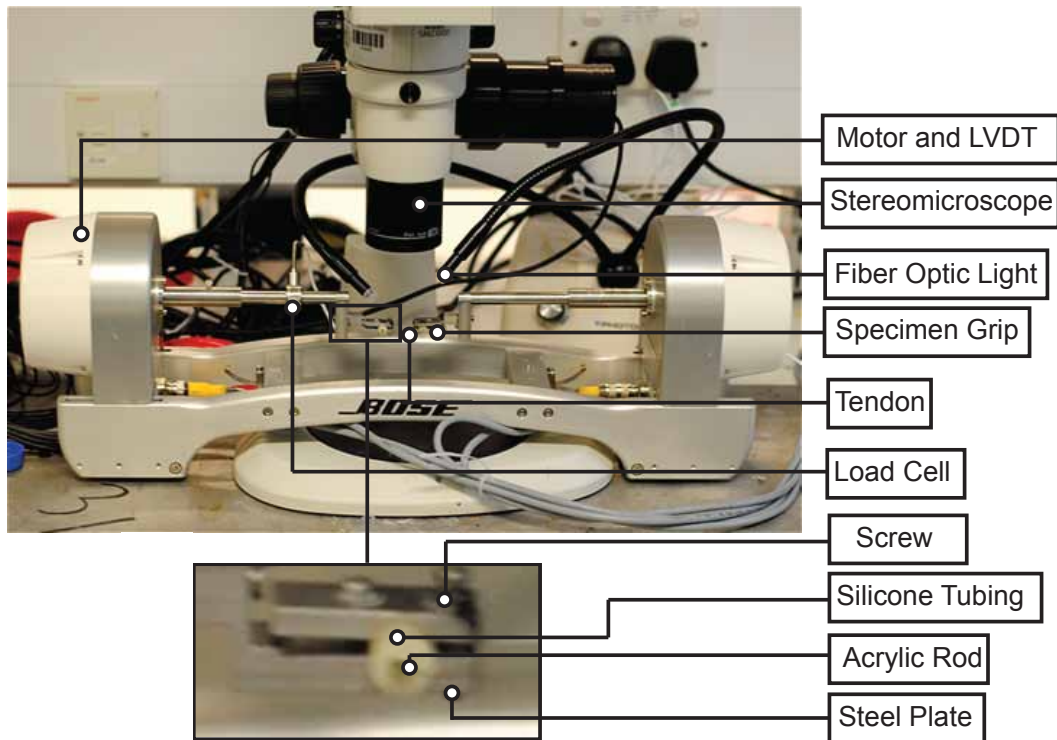 Motor and LVDT
Stereomicroscope
Fiber Optic Light
Specimen Grip
Tendon
BOSE
Load Cell
Screw
Silicone Tubing
Acrylic Rod
Steel Plate